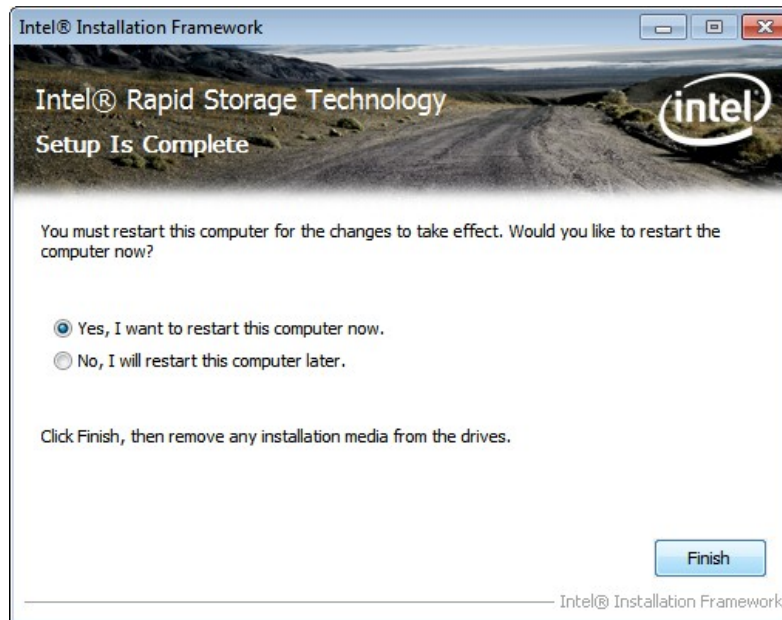 Intel® Installation Framework
Intel® Rapid Storage Technology
intel
Setup Is Complete
You must restart this computer for the changes to take effect. Would you like to restart the
computer now?
Yes, I want to restart this computer now.
No, I will restart this computer later.
Click Finish, then remove any installation media from the drives.
Finish
Intel® Installation Framework